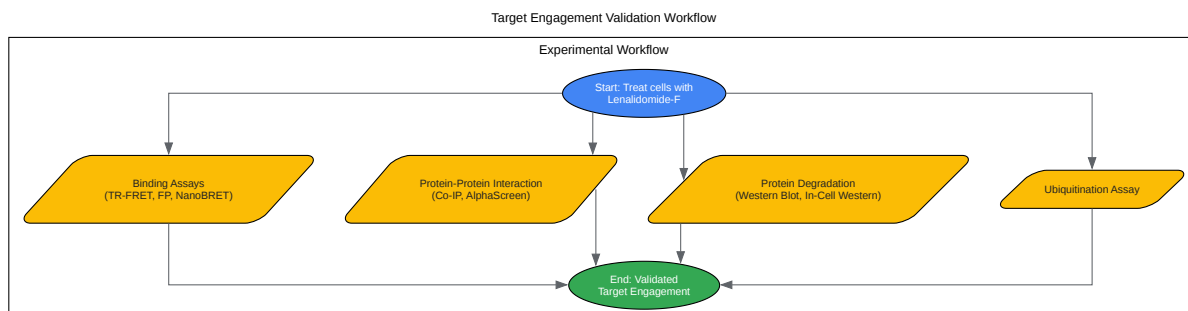 Target Engagement Validation Workflow
Experimental Workflow
Start: Treat cells with
Lenalidomide-F
Binding Assays
(TR-FRET, FP, NanoBRET)
Protein-Protein Interaction
(Co-IP, AlphaScreen)
Protein Degradation
(Western Blot, In-Cell Western)
Ubiquitination Assay
End: Validated
Target Engagement